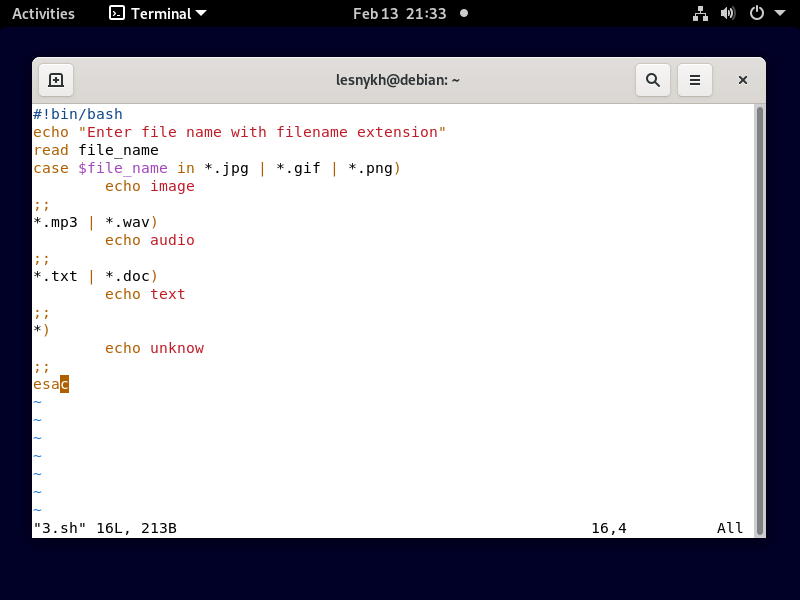 Activities Terminal Feb 13 21:33
lesnykh@debian: ~
#!bin/bash
echo "Enter file name with filename extension"
read file_name
case $file_name in *.jpg | *.gif | *.png)
        echo image
;;
*.mp3 | *.wav)
        echo audio
;;
*.txt | *.doc)
        echo text
;;
*)
        echo unknow
;;
esac
~
~
~
~
~
~
~
"3.sh" 16L, 213B 16,4 All